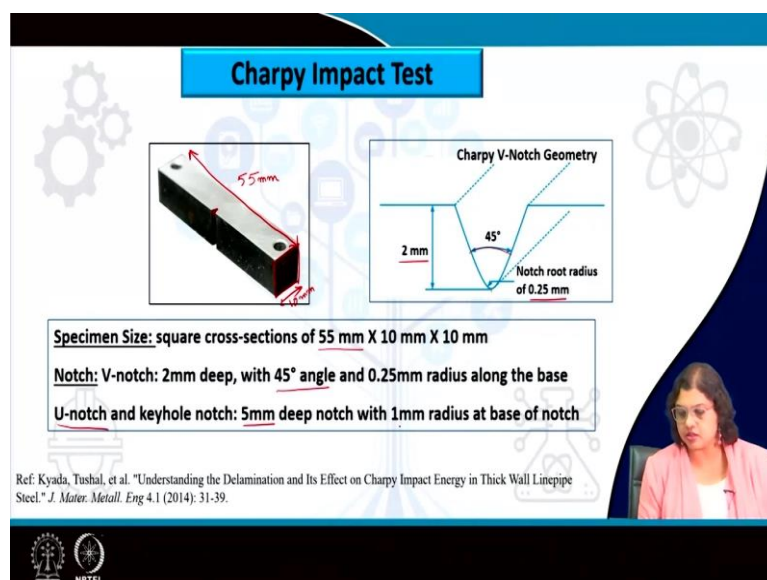 Charpy Impact Test
55mm
10mm
Charpy V-Notch Geometry
2 mm
45°
Notch root radius
of 0.25 mm
Specimen Size: square cross-sections of 55 mm X 10 mm X 10 mm
Notch: V-notch: 2mm deep, with 45° angle and 0.25mm radius along the base
U-notch and keyhole notch: 5mm deep notch with 1mm radius at base of notch
Ref: Kyada, Tushal, et al. "Understanding the Delamination and Its Effect on Charpy Impact Energy in Thick Wall Linepipe
Steel." J. Mater. Metall. Eng 4.1 (2014): 31-39.
NPTEL